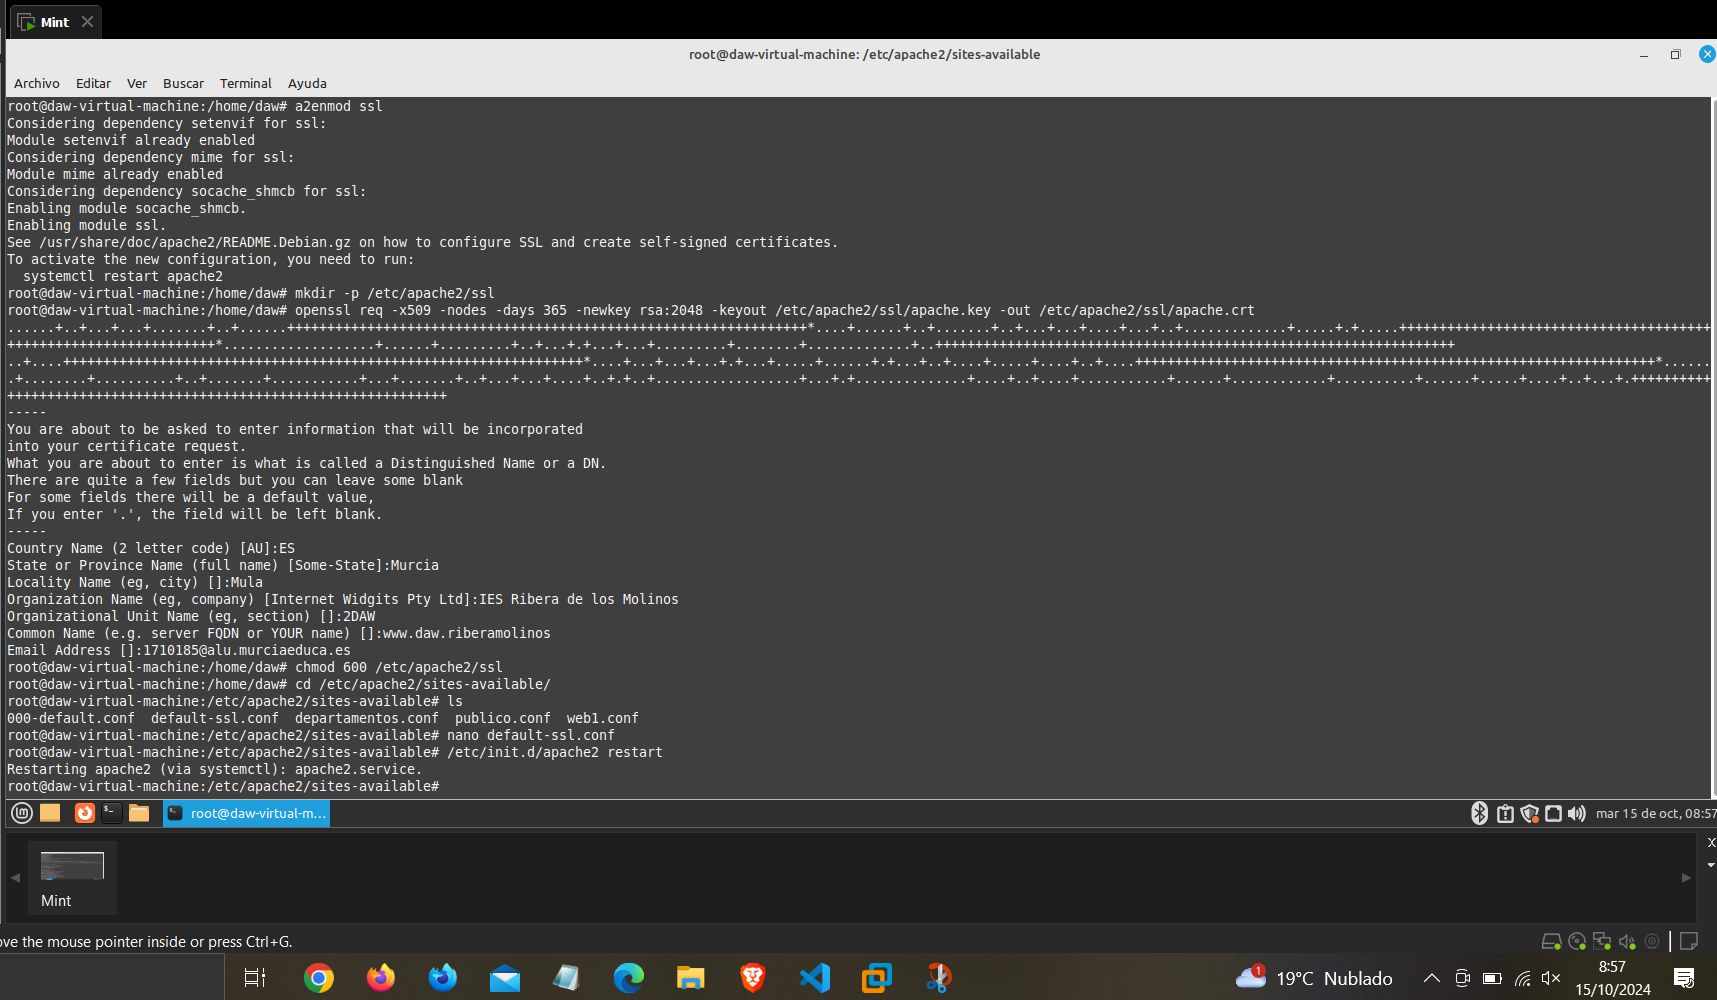 Mint
root@daw-virtual-machine: /etc/apache2/sites-available
Archivo Editar Ver Buscar Terminal Ayuda
root@daw-virtual-machine:/home/daw# a2enmod ssl
Considering dependency setenvif for ssl:
Module setenvif already enabled
Considering dependency mime for ssl:
Module mime already enabled
Considering dependency socache_shmcb for ssl:
Enabling module socache_shmcb.
Enabling module ssl.
See /usr/share/doc/apache2/README.Debian.gz on how to configure SSL and create self-signed certificates.
To activate the new configuration, you need to run:
  systemctl restart apache2
root@daw-virtual-machine:/home/daw# mkdir -p /etc/apache2/ssl
root@daw-virtual-machine:/home/daw# openssl req -x509 -nodes -days 365 -newkey rsa:2048 -keyout /etc/apache2/ssl/apache.key -out /etc/apache2/ssl/apache.crt
-----
You are about to be asked to enter information that will be incorporated
into your certificate request.
What you are about to enter is what is called a Distinguished Name or a DN.
There are quite a few fields but you can leave some blank
For some fields there will be a default value,
If you enter '.', the field will be left blank.
-----
Country Name (2 letter code) [AU]:ES
State or Province Name (full name) [Some-State]:Murcia
Locality Name (eg, city) []:Mula
Organization Name (eg, company) [Internet Widgits Pty Ltd]:IES Ribera de los Molinos
Organizational Unit Name (eg, section) []:2DAW
Common Name (e.g. server FQDN or YOUR name) []:www.daw.riberamolinos
Email Address []:1710185@alu.murciaeduca.es
root@daw-virtual-machine:/home/daw# chmod 600 /etc/apache2/ssl
root@daw-virtual-machine:/home/daw# cd /etc/apache2/sites-available/
root@daw-virtual-machine:/etc/apache2/sites-available# ls
000-default.conf  default-ssl.conf  departamentos.conf  publico.conf  web1.conf
root@daw-virtual-machine:/etc/apache2/sites-available# nano default-ssl.conf
root@daw-virtual-machine:/etc/apache2/sites-available# /etc/init.d/apache2 restart
Restarting apache2 (via systemctl): apache2.service.
root@daw-virtual-machine:/etc/apache2/sites-available#
root@daw-virtual-m... mar 15 de oct, 08:57
Mint
ove the mouse pointer inside or press Ctrl+G.
1 19°C Nublado
8:57
15/10/2024